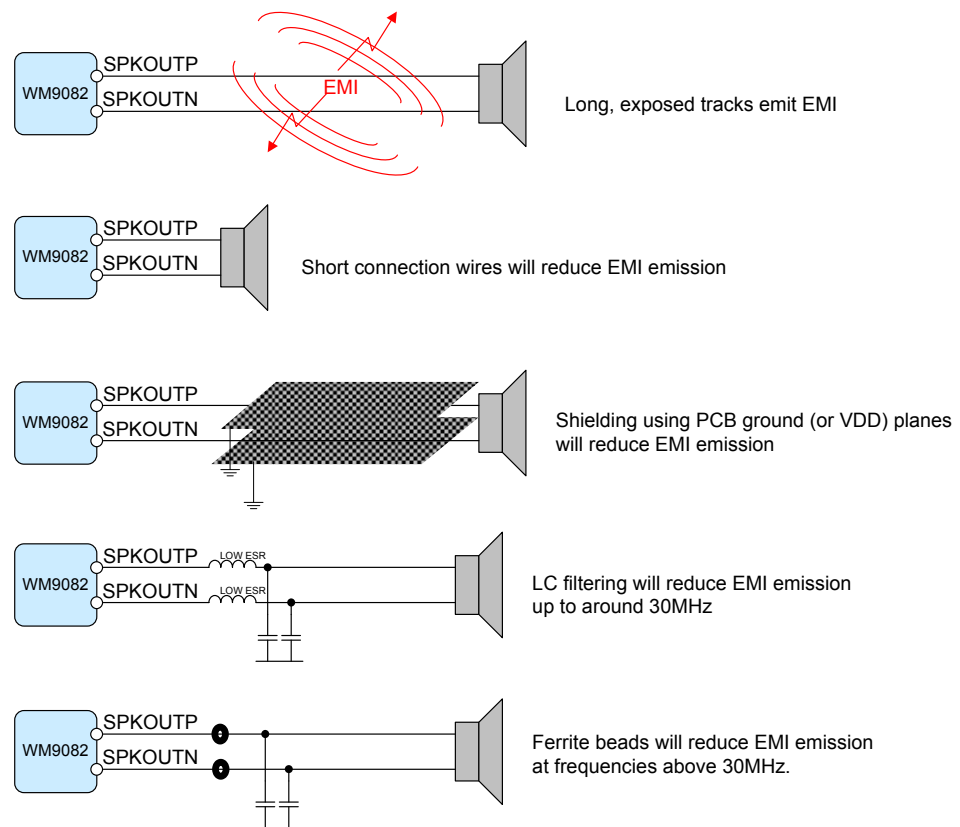 SPKOUTP
WM9082
EMI
SPKOUTN
Long, exposed tracks emit EMI
SPKOUTP
WM9082
SPKOUTN
Short connection wires will reduce EMI emission
SPKOUTP
WM9082
SPKOUTN
Shielding using PCB ground (or VDD) planes
will reduce EMI emission
SPKOUTP
LOW ESR
WM9082
SPKOUTN
LOW ESR
LC filtering will reduce EMI emission
up to around 30MHz
SPKOUTP
WM9082
SPKOUTN
Ferrite beads will reduce EMI emission
at frequencies above 30MHz.